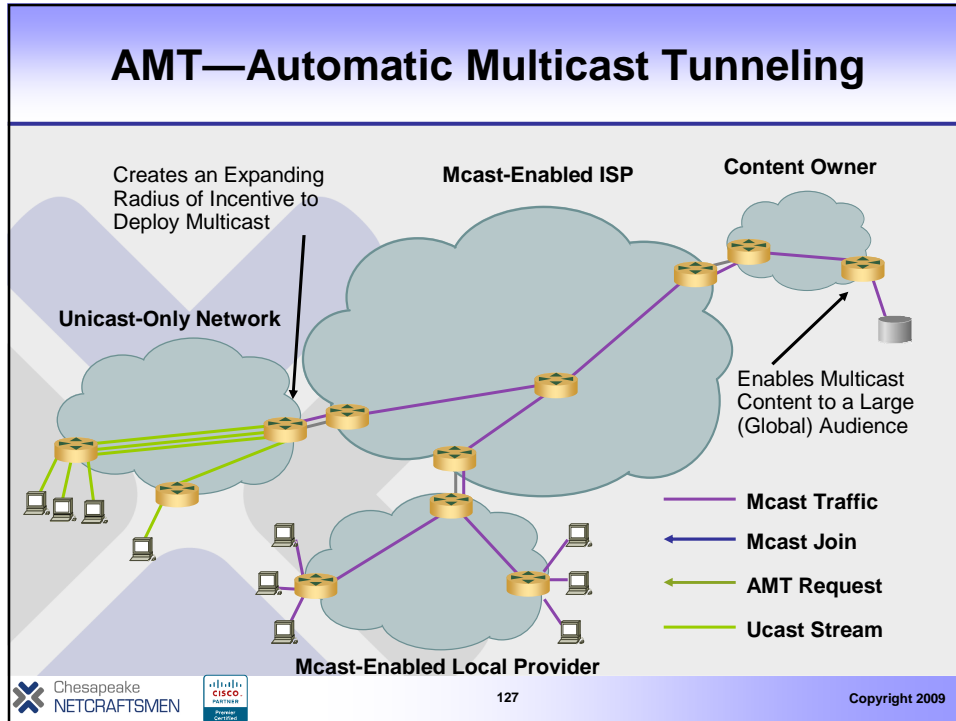 AMT—Automatic Multicast Tunneling
Creates an Expanding
Radius of Incentive to
Deploy Multicast
Mcast-Enabled ISP
Content Owner
Unicast-Only Network
Enables Multicast
Content to a Large
(Global) Audience
Mcast Traffic
Mcast Join
AMT Request
Ucast Stream
Mcast-Enabled Local Provider
Chesapeake
NETCRAFTSMEN
CISCO
PARTNER
Premier
Certified
127
Copyright 2009